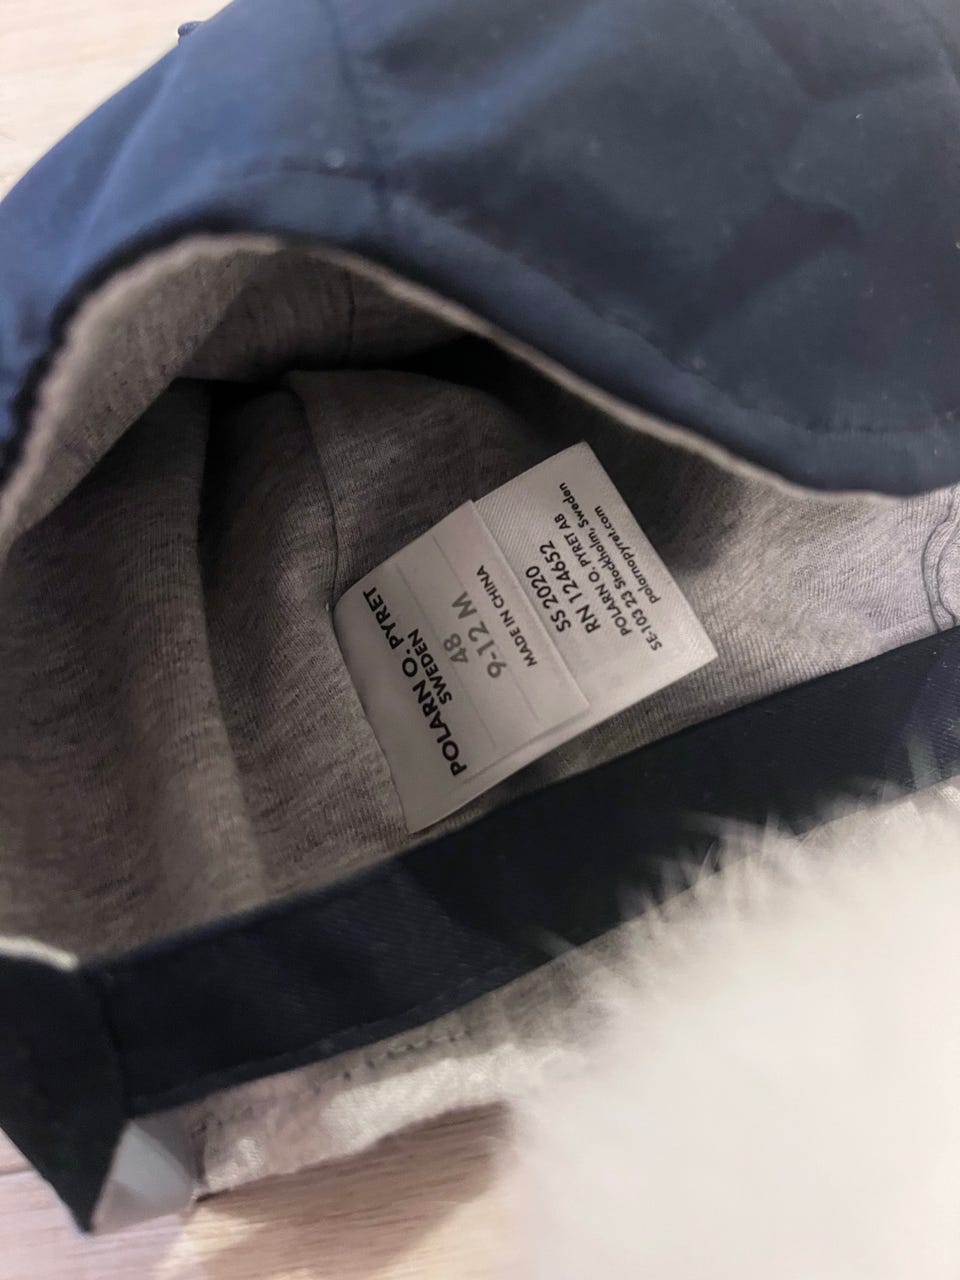 POLARN O. PYRET
SWEDEN
48
9-12 M
MADE IN CHINA
SS 2020
RN 124652
POLARN O. PYRET AB,
SE-103 23 Stockholm, Sweden
polarnopyret.com